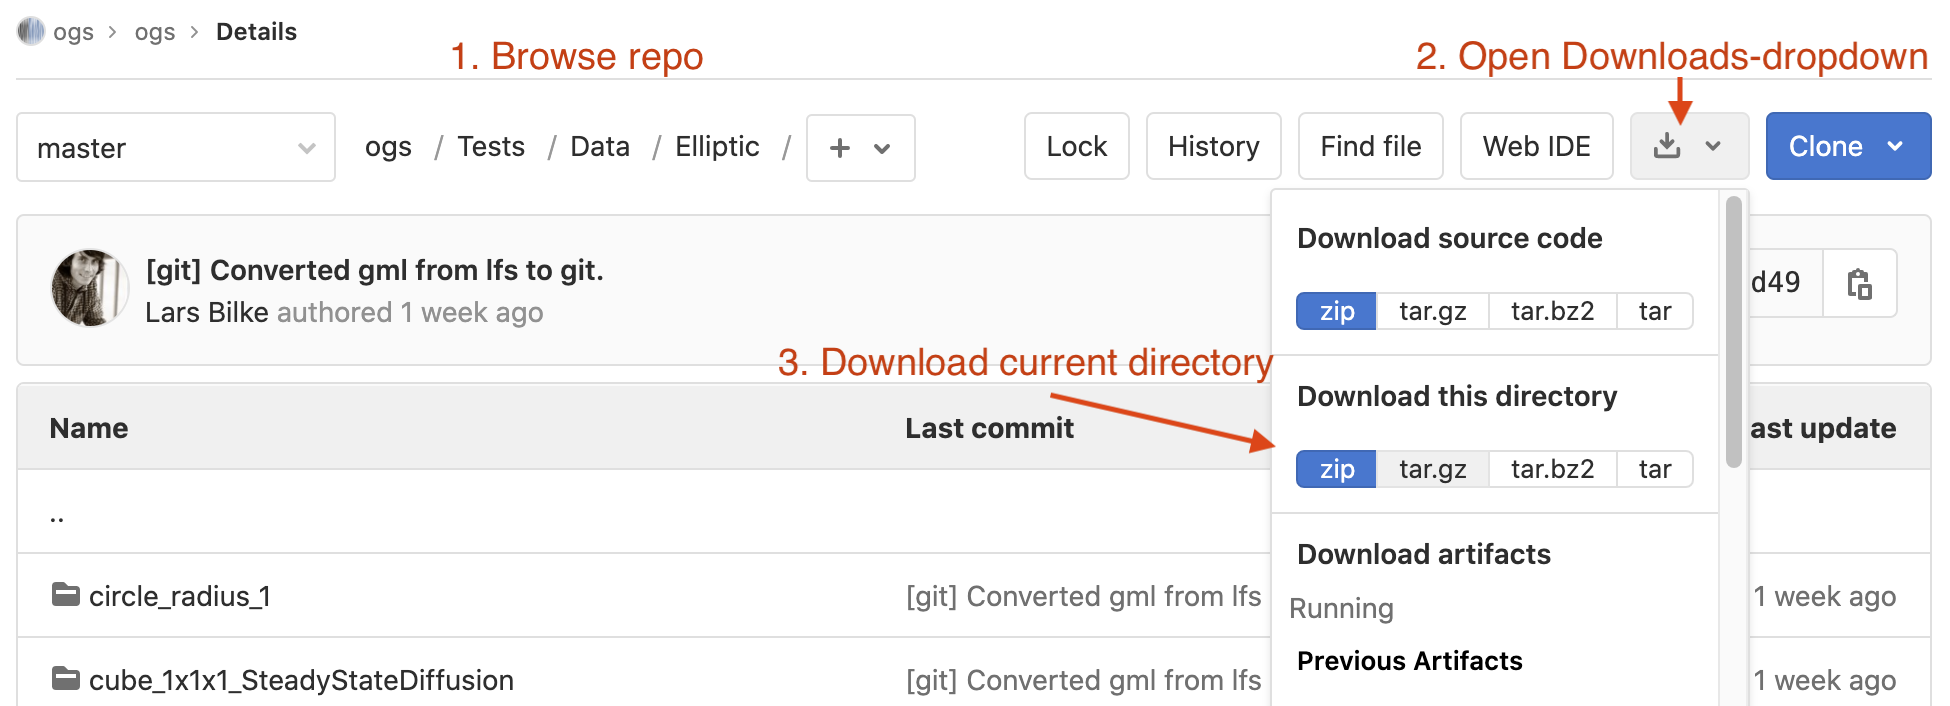 ogs > ogs > Details
1. Browse repo
2. Open Downloads-dropdown
master
ogs / Tests / Data / Elliptic /
+
Lock
History
Find file
Web IDE
Clone
[git] Converted gml from lfs to git.
Lars Bilke authored 1 week ago
d49
Download source code
zip tar.gz tar.bz2 tar
3. Download current directory
Download this directory
zip tar.gz tar.bz2 tar
Name Last commit ast update
..
Download artifacts
Running
Previous Artifacts
circle_radius_1 [git] Converted gml from lfs 1 week ago
cube_1x1x1_SteadyStateDiffusion [git] Converted gml from lfs 1 week ago